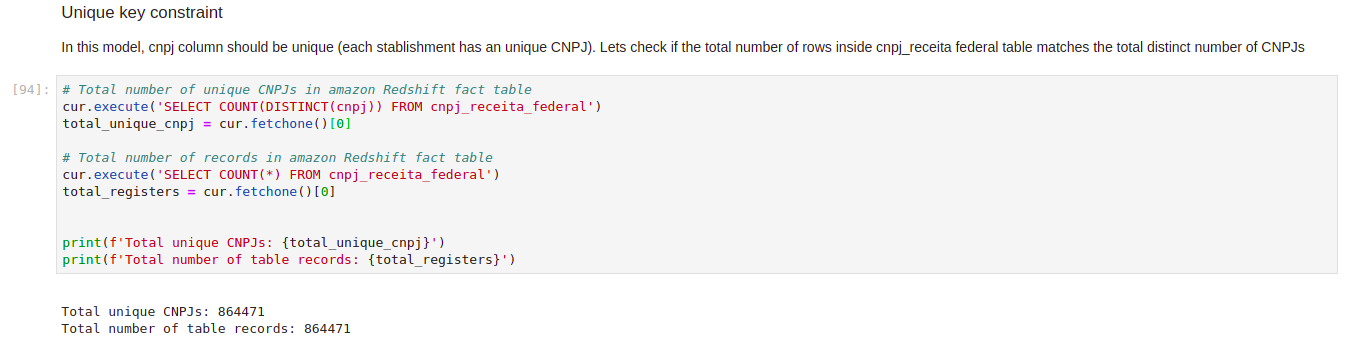 Unique key constraint
In this model, cnpj column should be unique (each stablishment has an unique CNPJ). Lets check if the total number of rows inside cnpj_receita federal table matches the total distinct number of CNPJs
[94]:
# Total number of unique CNPJs in amazon Redshift fact table
cur.execute('SELECT COUNT(DISTINCT(cnpj)) FROM cnpj_receita_federal')
total_unique_cnpj = cur.fetchone()[0]
# Total number of records in amazon Redshift fact table
cur.execute('SELECT COUNT(*) FROM cnpj_receita_federal')
total_registers = cur.fetchone()[0]
print(f'Total unique CNPJs: {total_unique_cnpj}')
print(f'Total number of table records: {total_registers}')
Total unique CNPJs: 864471
Total number of table records: 864471